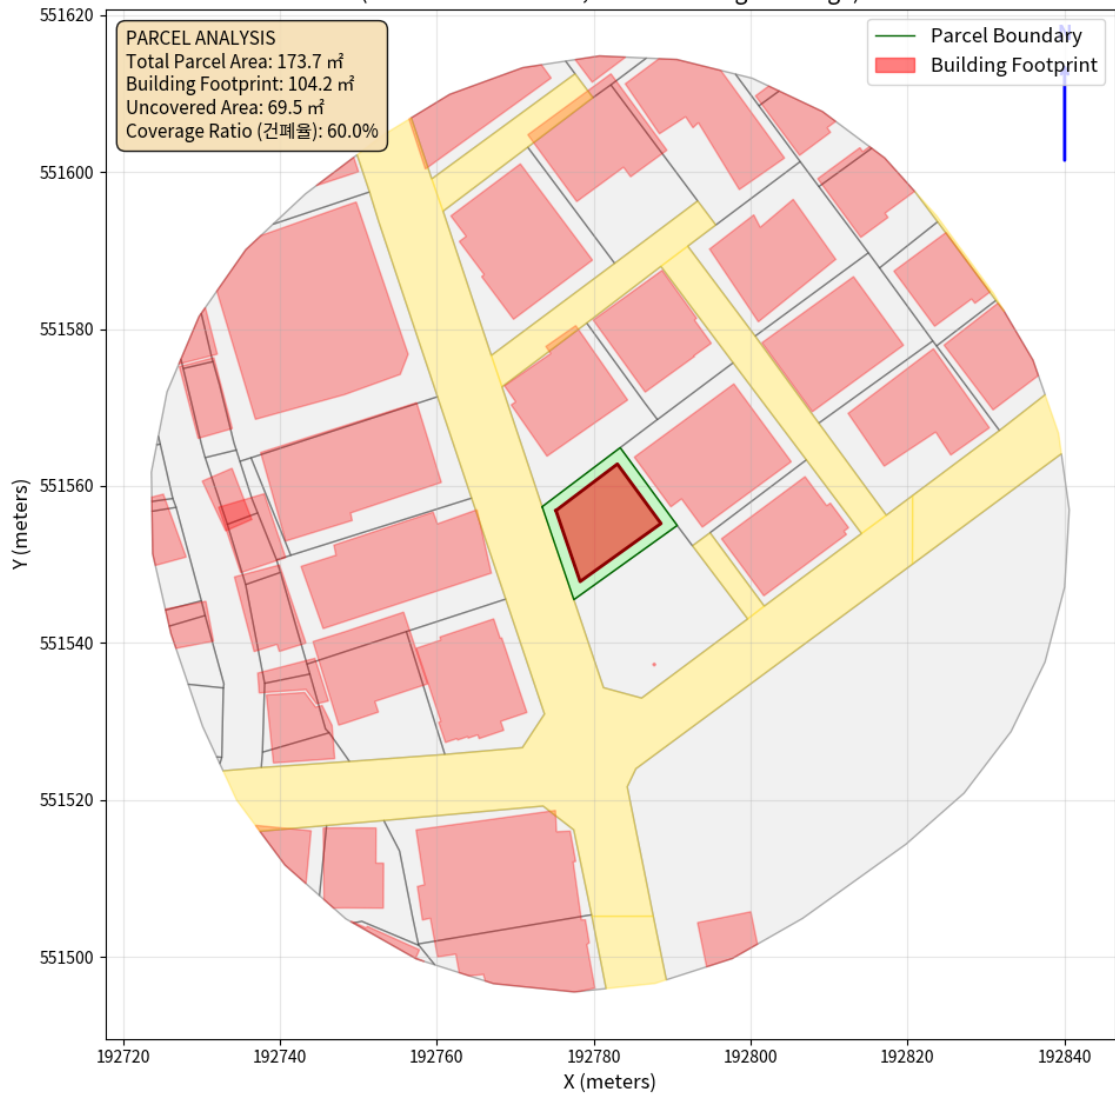 PARCEL ANALYSIS
Total Parcel Area: 173.7 ㎡
Building Footprint: 104.2 ㎡
Uncovered Area: 69.5 ㎡
Coverage Ratio (건폐율): 60.0%
Parcel Boundary
Building Footprint
N
551620
551600
551580
551560
551540
551520
551500
Y (meters)
192720 192740 192760 192780 192800 192820 192840
X (meters)